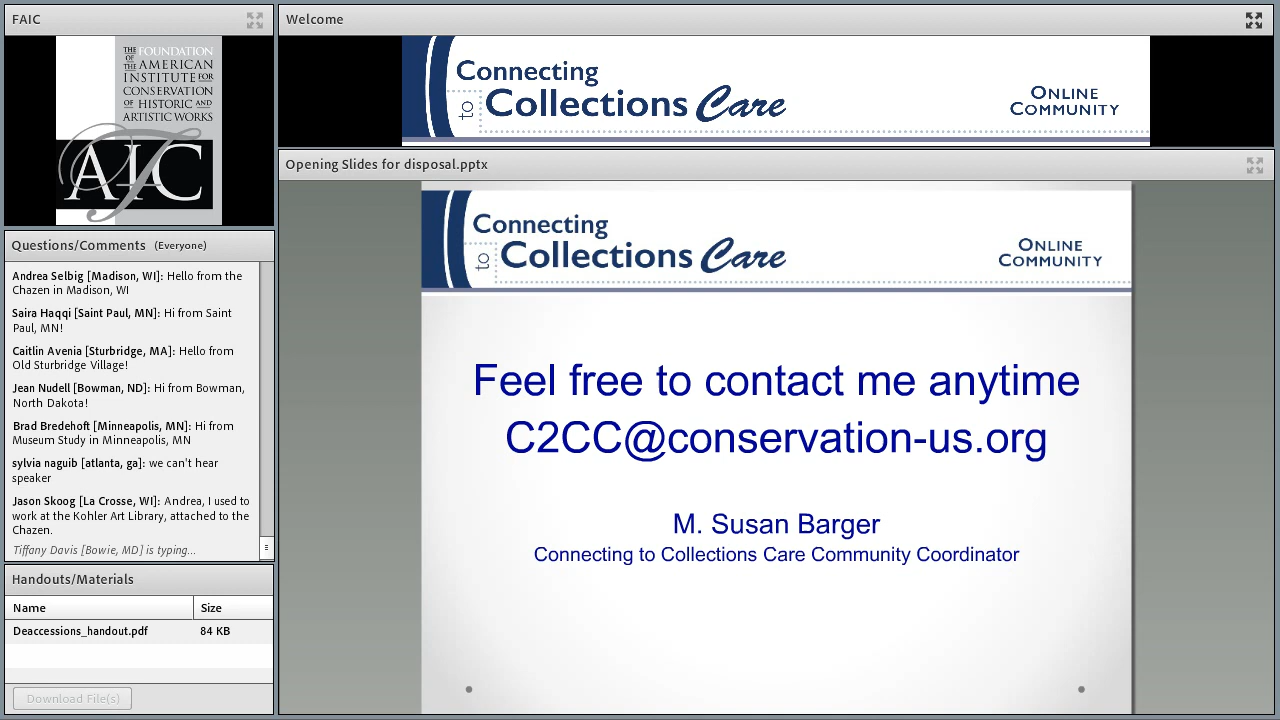 FAIC
THE FOUNDATION
OF THE AMERICAN
INSTITUTE FOR
CONSERVATION
OF HISTORIC AND
ARTISTIC WORKS
AIC
Questions/Comments (Everyone)
Andrea Selbig [Madison, WI]: Hello from the
Chazen in Madison, WI
Saira Haqqi [Saint Paul, MN]: Hi from Saint
Paul, MN!
Caitlin Avenia [Sturbridge, MA]: Hello from
Old Sturbridge Village!
Jean Nudell [Bowman, ND]: Hi from Bowman,
North Dakota!
Brad Bredehoft [Minneapolis, MN]: Hi from
Museum Study in Minneapolis, MN
sylvia naguib [atlanta, ga]: we can't hear
speaker
Jason Skoog [La Crosse, WI]: Andrea, I used to
work at the Kohler Art Library, attached to the
Chazen.
Tiffany Davis [Bowie, MD] is typing...
Handouts/Materials
Name Size
Deaccessions_handout.pdf 84 KB
Download File(s)
Welcome
Connecting
to Collections Care
ONLINE
COMMUNITY
Opening Slides for disposal.pptx
Connecting
to Collections Care
ONLINE
COMMUNITY
Feel free to contact me anytime
C2CC@conservation-us.org
M. Susan Barger
Connecting to Collections Care Community Coordinator